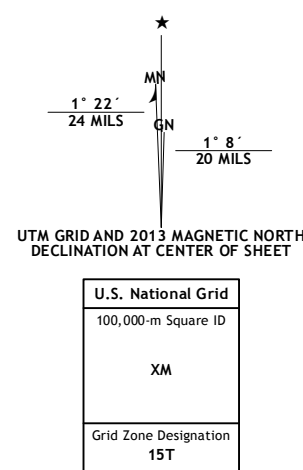 ★
MN
1° 22´
24 MILS
GN
1° 8´
20 MILS
UTM GRID AND 2013 MAGNETIC NORTH
DECLINATION AT CENTER OF SHEET
U.S. National Grid
100,000-m Square ID
XM
Grid Zone Designation
15T